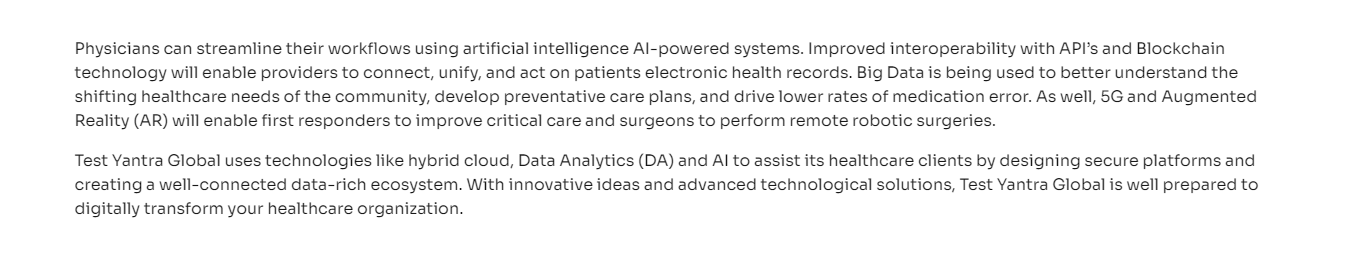 Physicians can streamline their workflows using artificial intelligence AI-powered systems. Improved interoperability with API's and Blockchain
technology will enable providers to connect, unify, and act on patients electronic health records. Big Data is being used to better understand the
shifting healthcare needs of the community, develop preventative care plans, and drive lower rates of medication error. As well, 5G and Augmented
Reality (AR) will enable first responders to improve critical care and surgeons to perform remote robotic surgeries.
Test Yantra Global uses technologies like hybrid cloud, Data Analytics (DA) and AI to assist its healthcare clients by designing secure platforms and
creating a well-connected data-rich ecosystem. With innovative ideas and advanced technological solutions, Test Yantra Global is well prepared to
digitally transform your healthcare organization.